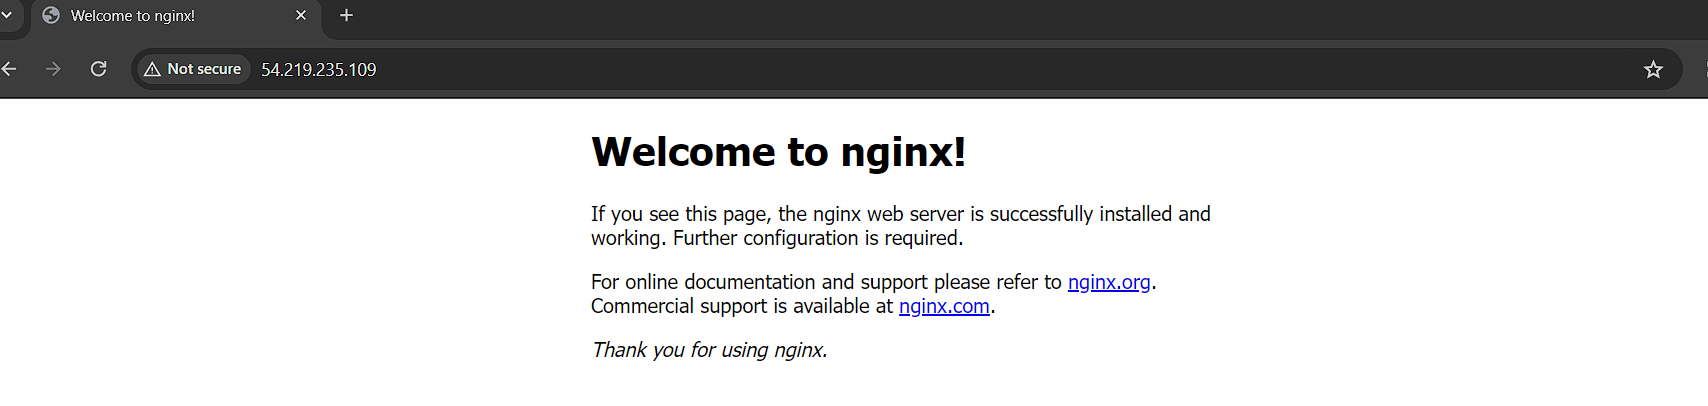 Welcome to nginx!
Not secure 54.219.235.109
Welcome to nginx!
If you see this page, the nginx web server is successfully installed and
working. Further configuration is required.
For online documentation and support please refer to nginx.org.
Commercial support is available at nginx.com.
Thank you for using nginx.